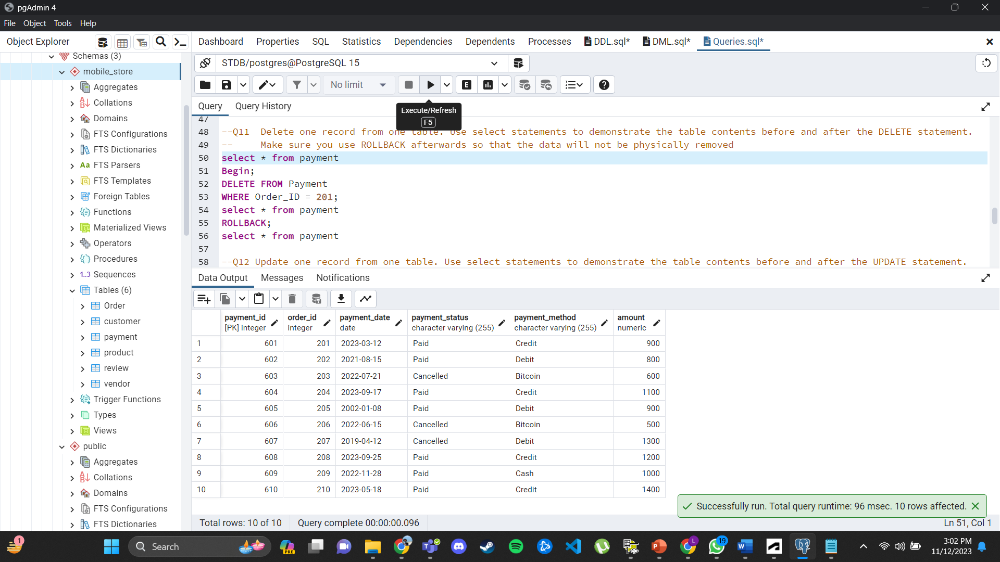 pgAdmin 4
File Object Tools Help
Object Explorer
Dashboard Properties SQL Statistics Dependencies Dependents Processes DDL.sql* DML.sql* Queries.sql*
Schemas (3)
mobile_store
Aggregates
Collations
Domains
FTS Configurations
FTS Dictionaries
Aa FTS Parsers
FTS Templates
Foreign Tables
Functions
Materialized Views
Operators
Procedures
1..3 Sequences
Tables (6)
Order
customer
payment
product
review
vendor
Trigger Functions
Types
Views
public
Aggregates
Collations
Domains
FTS Configurations
FTS Dictionaries
STDB/postgres@PostgreSQL 15
No limit
E
Query Query History
Execute/Refresh
F5
47
48 --Q11 Delete one record from one table. Use select statements to demonstrate the table contents before and after the DELETE statement.
49 -- Make sure you use ROLLBACK afterwards so that the data will not be physically removed
50 select * from payment
51 Begin;
52 DELETE FROM Payment
53 WHERE Order_ID = 201;
54 select * from payment
55 ROLLBACK;
56 select * from payment
57
58 --Q12 Update one record from one table. Use select statements to demonstrate the table contents before and after the UPDATE statement.
Data Output Messages Notifications
payment_id order_id payment_date payment_status payment_method amount
[PK] integer integer date character varying (255) character varying (255) numeric
1 601 201 2023-03-12 Paid Credit 900
2 602 202 2021-08-15 Paid Debit 800
3 603 203 2022-07-21 Cancelled Bitcoin 600
4 604 204 2023-09-17 Paid Credit 1100
5 605 205 2002-01-08 Paid Debit 900
6 606 206 2022-06-15 Cancelled Bitcoin 500
7 607 207 2019-04-12 Cancelled Debit 1300
8 608 208 2023-09-25 Paid Credit 1200
9 609 209 2022-11-28 Paid Cash 1000
10 610 210 2023-05-18 Paid Credit 1400
Successfully run. Total query runtime: 96 msec. 10 rows affected.
Total rows: 10 of 10 Query complete 00:00:00.096 Ln 51, Col 1
1
Search
PRE
L
19
3:02 PM
11/12/2023